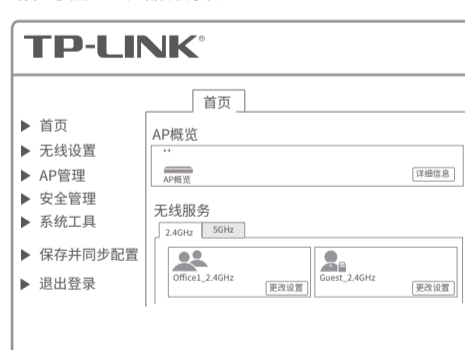 TP-LINK®
首页
首页
无线设置
AP管理
安全管理
系统工具
保存并同步配置
退出登录
AP概览
AP概览
详细信息
无线服务
2.4GHz 5GHz
Office1_2.4GHz
更改设置
Guest_2.4GHz
更改设置